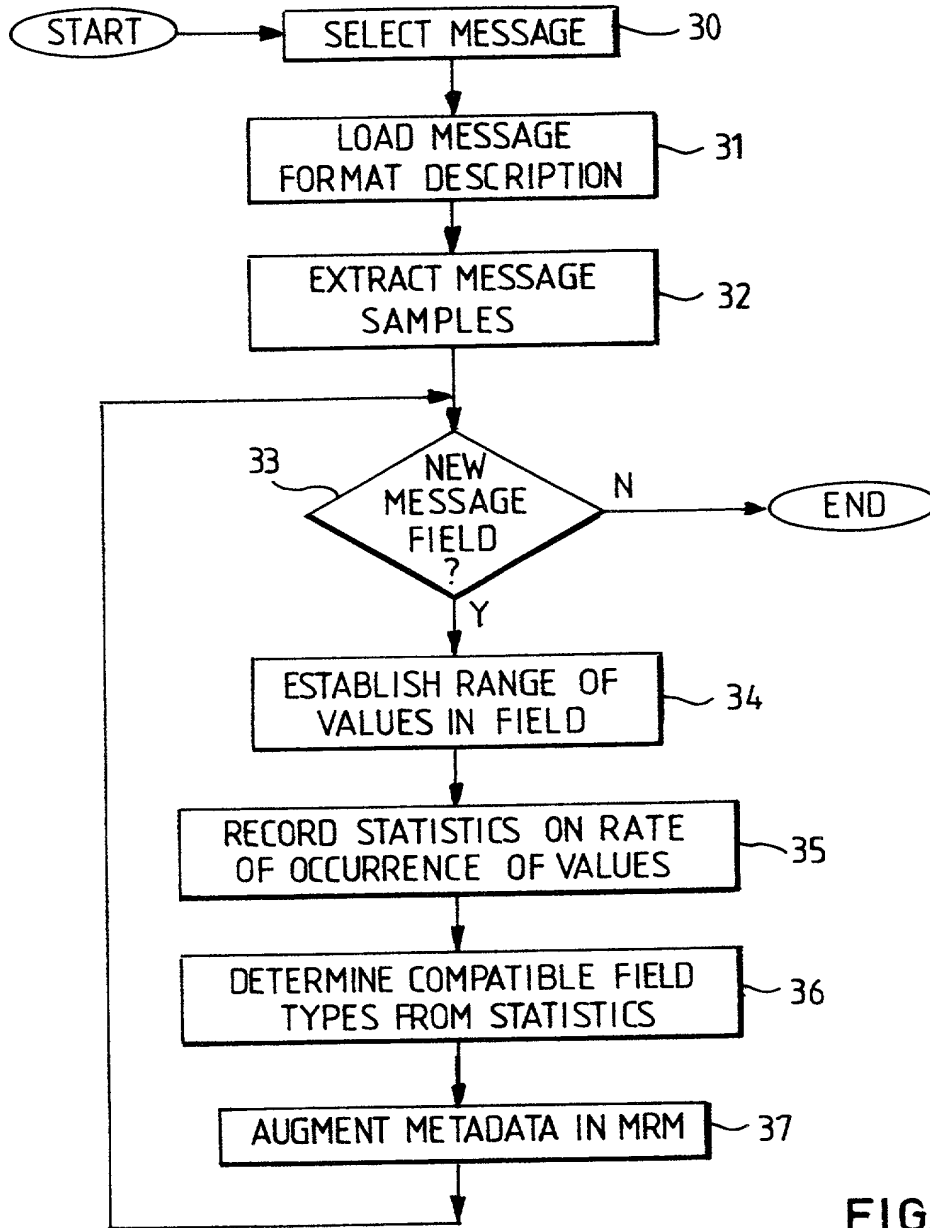 START
SELECT MESSAGE
30
LOAD MESSAGE
FORMAT DESCRIPTION
31
EXTRACT MESSAGE
SAMPLES
32
33
NEW
MESSAGE
FIELD
?
N
END
Y
ESTABLISH RANGE OF
VALUES IN FIELD
34
RECORD STATISTICS ON RATE
OF OCCURRENCE OF VALUES
35
DETERMINE COMPATIBLE FIELD
TYPES FROM STATISTICS
36
AUGMENT METADATA IN MRM
37
FIG